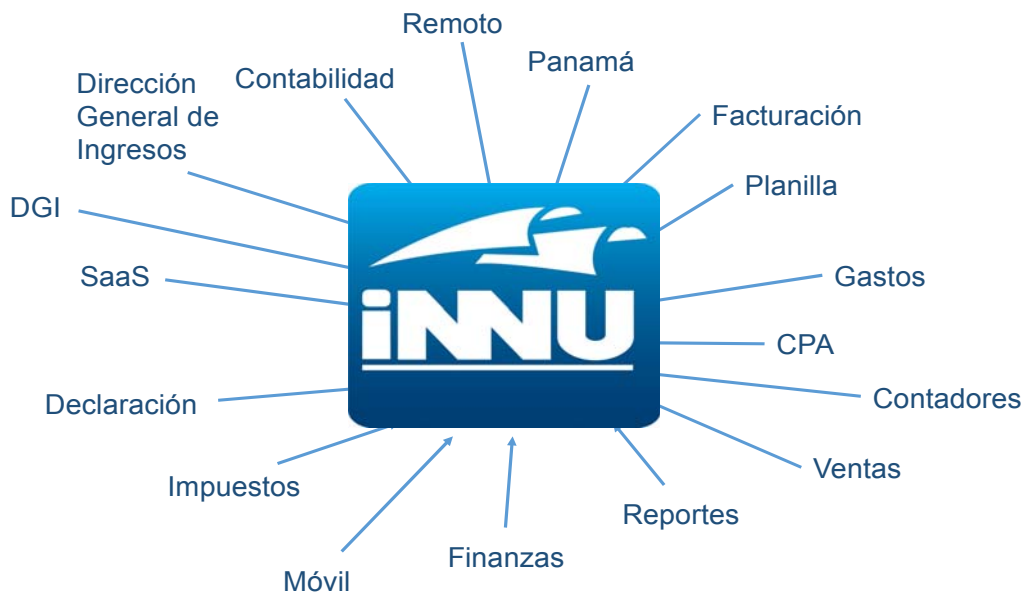 Remoto
Panamá
Contabilidad
Dirección
General de
Ingresos
Facturación
Planilla
DGI
SaaS
Gastos
iNNU
CPA
Contadores
Declaración
Ventas
Impuestos
Reportes
Finanzas
Móvil